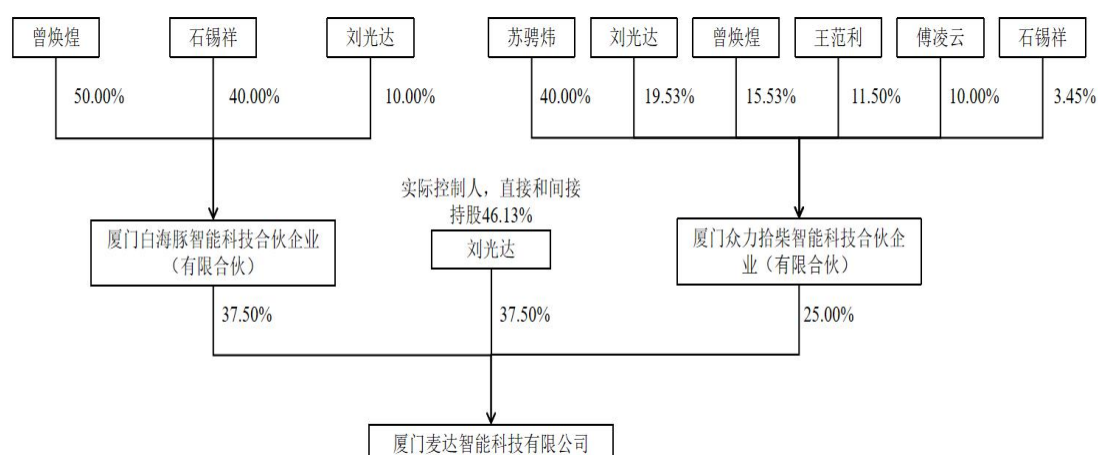 曾焕煌
石锡祥
刘光达
苏骋炜
刘光达
曾焕煌
王范利
傅凌云
石锡祥
50.00%
40.00%
10.00%
40.00%
19.53%
15.53%
11.50%
10.00%
3.45%
实际控制人，直接和间接
持股46.13%
厦门白海豚智能科技合伙企业
（有限合伙）
刘光达
厦门众力拾柴智能科技合伙企
业（有限合伙）
37.50%
37.50%
25.00%
厦门麦达智能科技有限公司